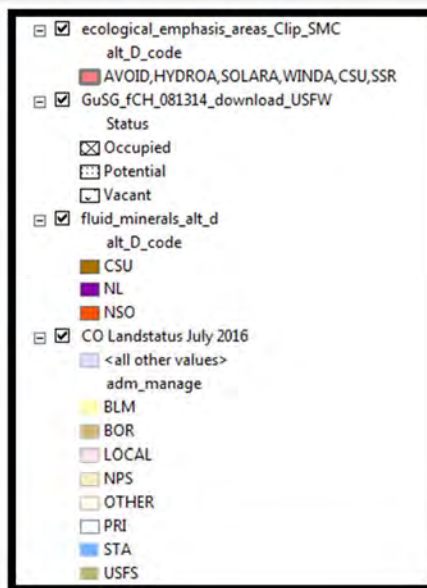 ecological_emphasis_areas_Clip_SMC
alt_D_code
AVOID,HYDROA,SOLARA,WINDA,CSU,SSR
GuSG_fCH_081314_download_USFW
Status
Occupied
Potential
Vacant
fluid_minerals_alt_d
alt_D_code
CSU
NL
NSO
CO Landstatus July 2016
<all other values>
adm_manage
BLM
BOR
LOCAL
NPS
OTHER
PRI
STA
USFS